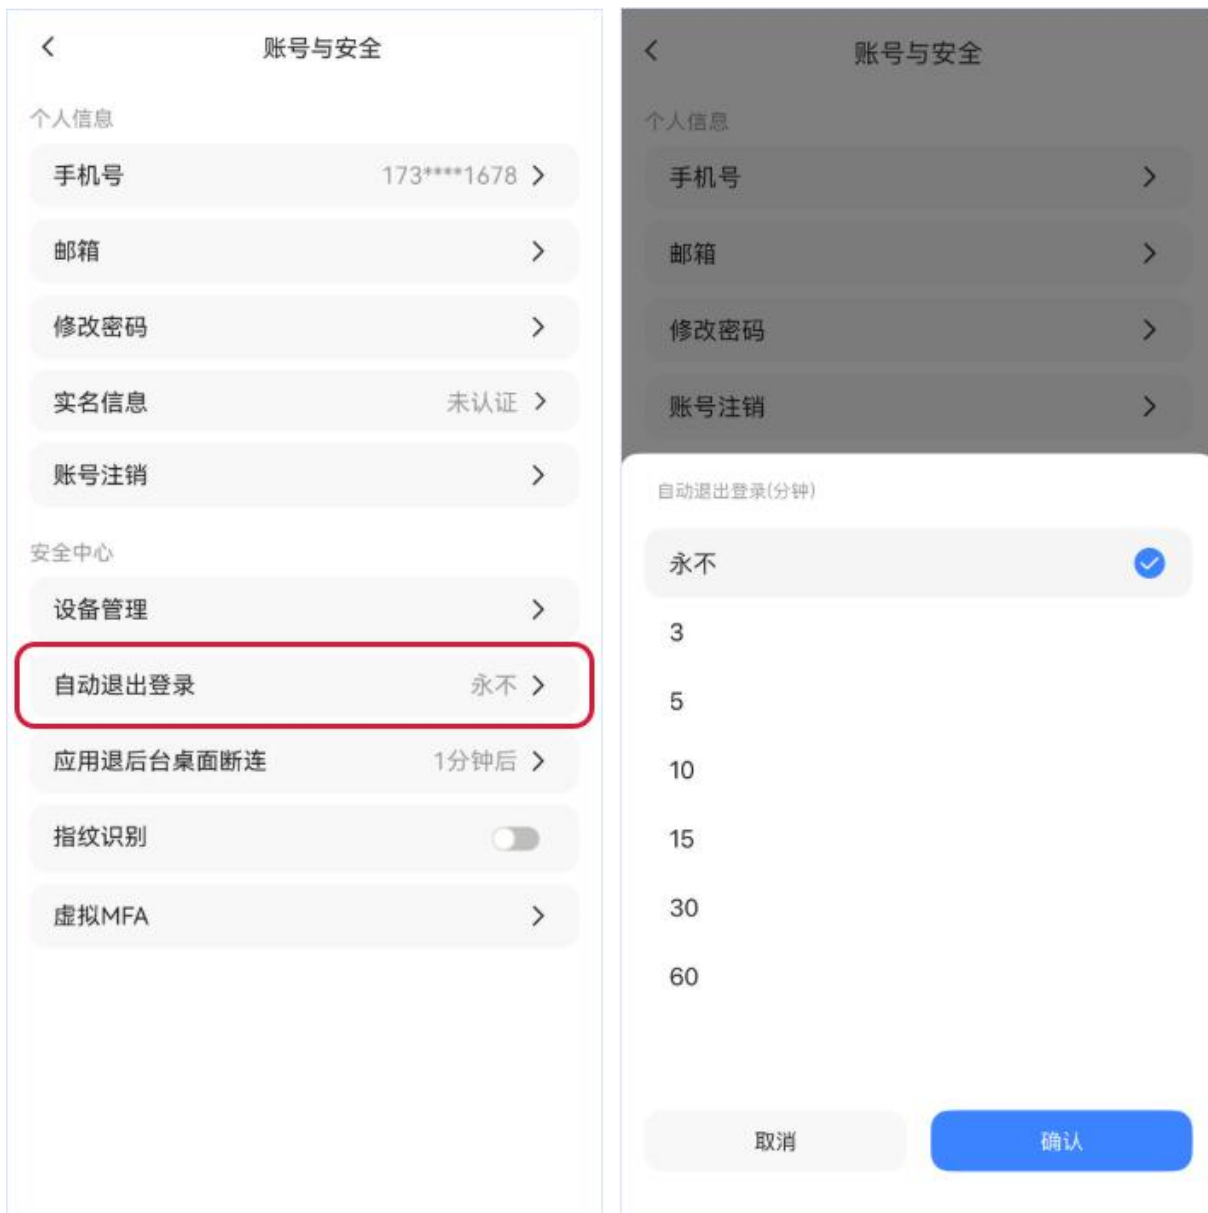 账号与安全
个人信息
手机号 173****1678
邮箱
修改密码
实名信息 未认证
账号注销
安全中心
设备管理
自动退出登录 永不
应用退后台桌面断连 1分钟后
指纹识别
虚拟MFA
账号与安全
个人信息
手机号
邮箱
修改密码
账号注销
自动退出登录(分钟)
永不
3
5
10
15
30
60
取消 确认